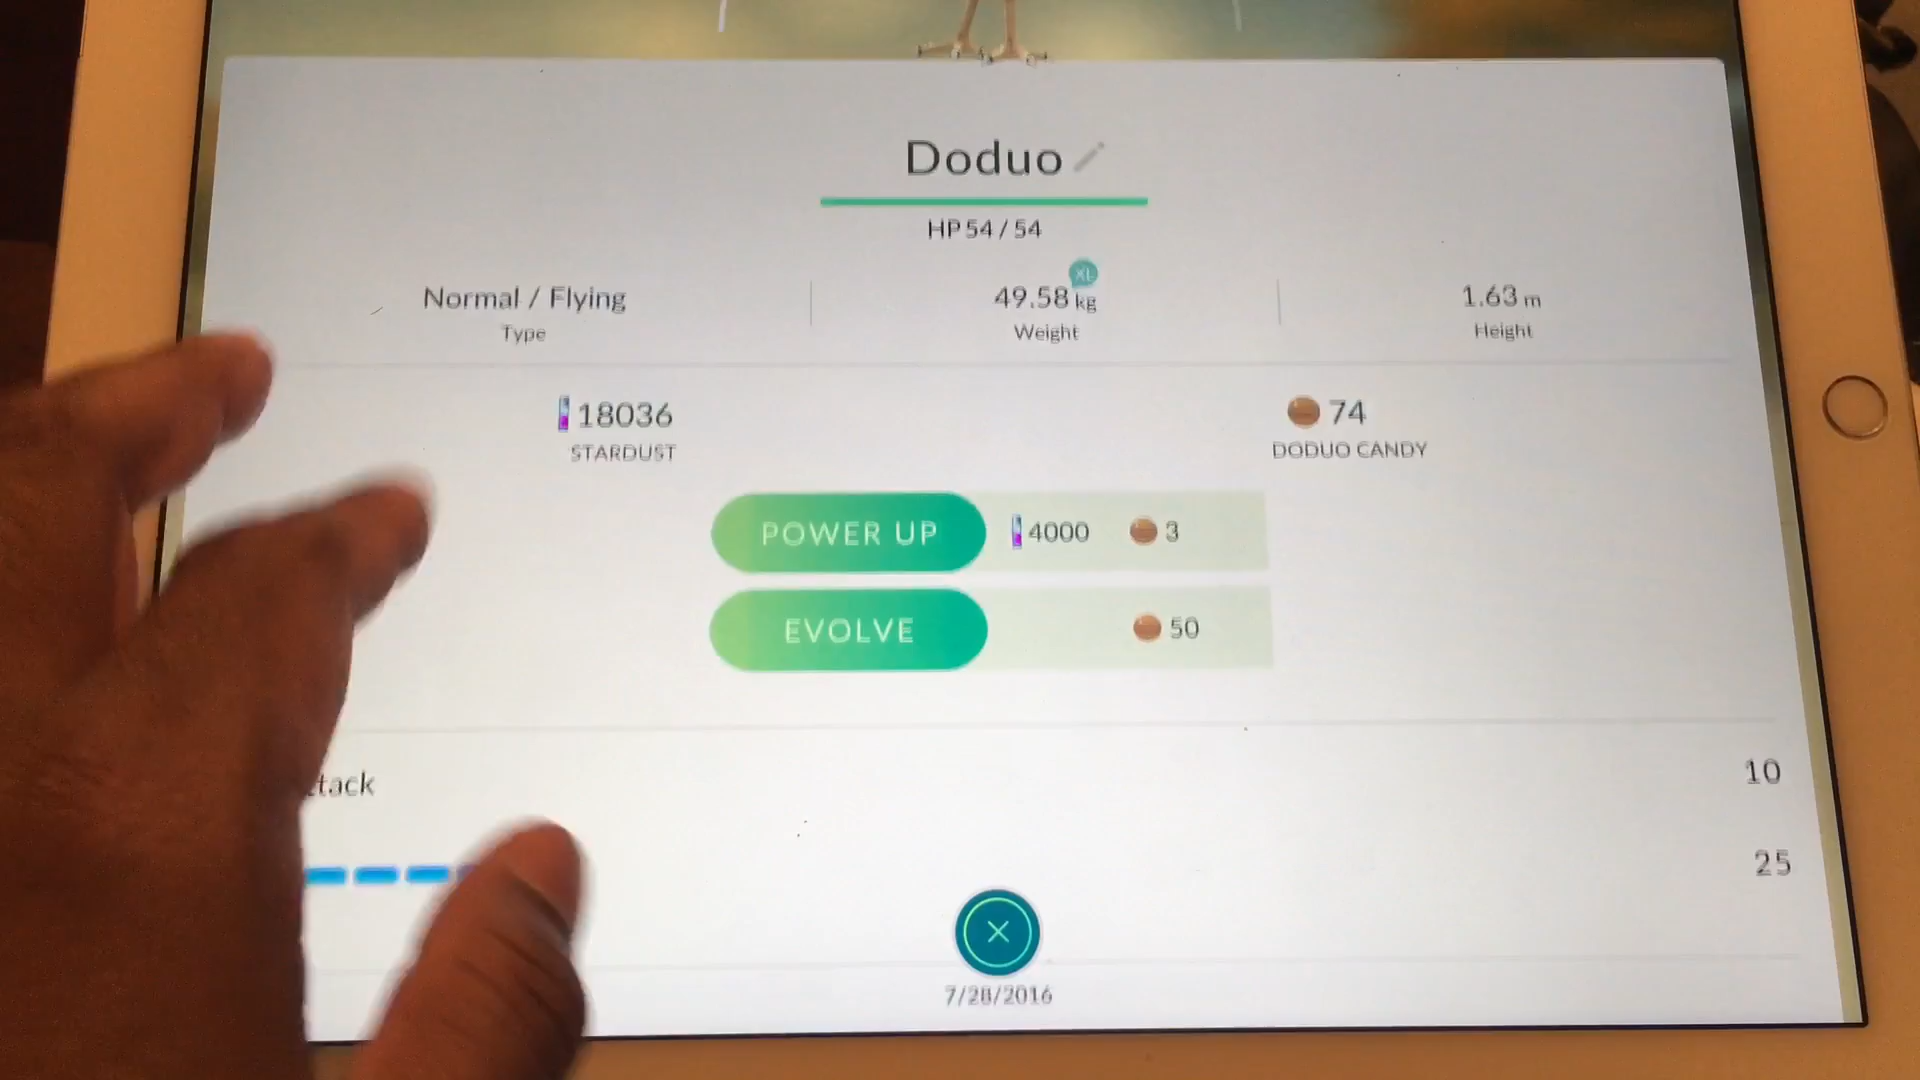 Doduo
HP 54 / 54
XL
Normal / Flying
49.58 kg
1.63 m
Type
Weight
Height
18036
74
STARDUST
DODUO CANDY
POWER UP
4000
3
EVOLVE
50
ttack
10
25
7/28/2016